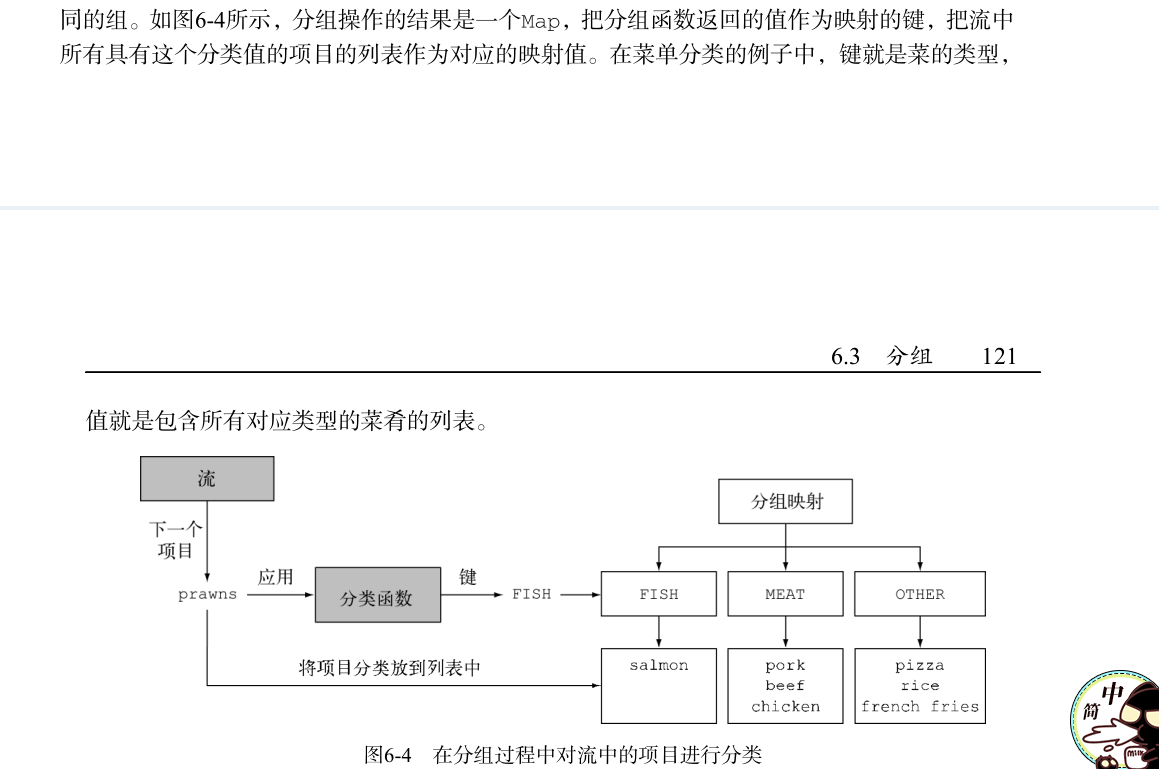 同的组。如图6-4所示，分组操作的结果是一个Map，把分组函数返回的值作为映射的键，把流中
所有具有这个分类值的项目的列表作为对应的映射值。在菜单分类的例子中，键就是菜的类型，
6.3 分组 121
值就是包含所有对应类型的菜肴的列表。
流
下一个
项目
prawns
应用
分类函数
键
FISH
将项目分类放到列表中
分组映射
FISH
MEAT
OTHER
salmon
pork
beef
chicken
pizza
rice
french fries
图6-4 在分组过程中对流中的项目进行分类
中
简
MILK